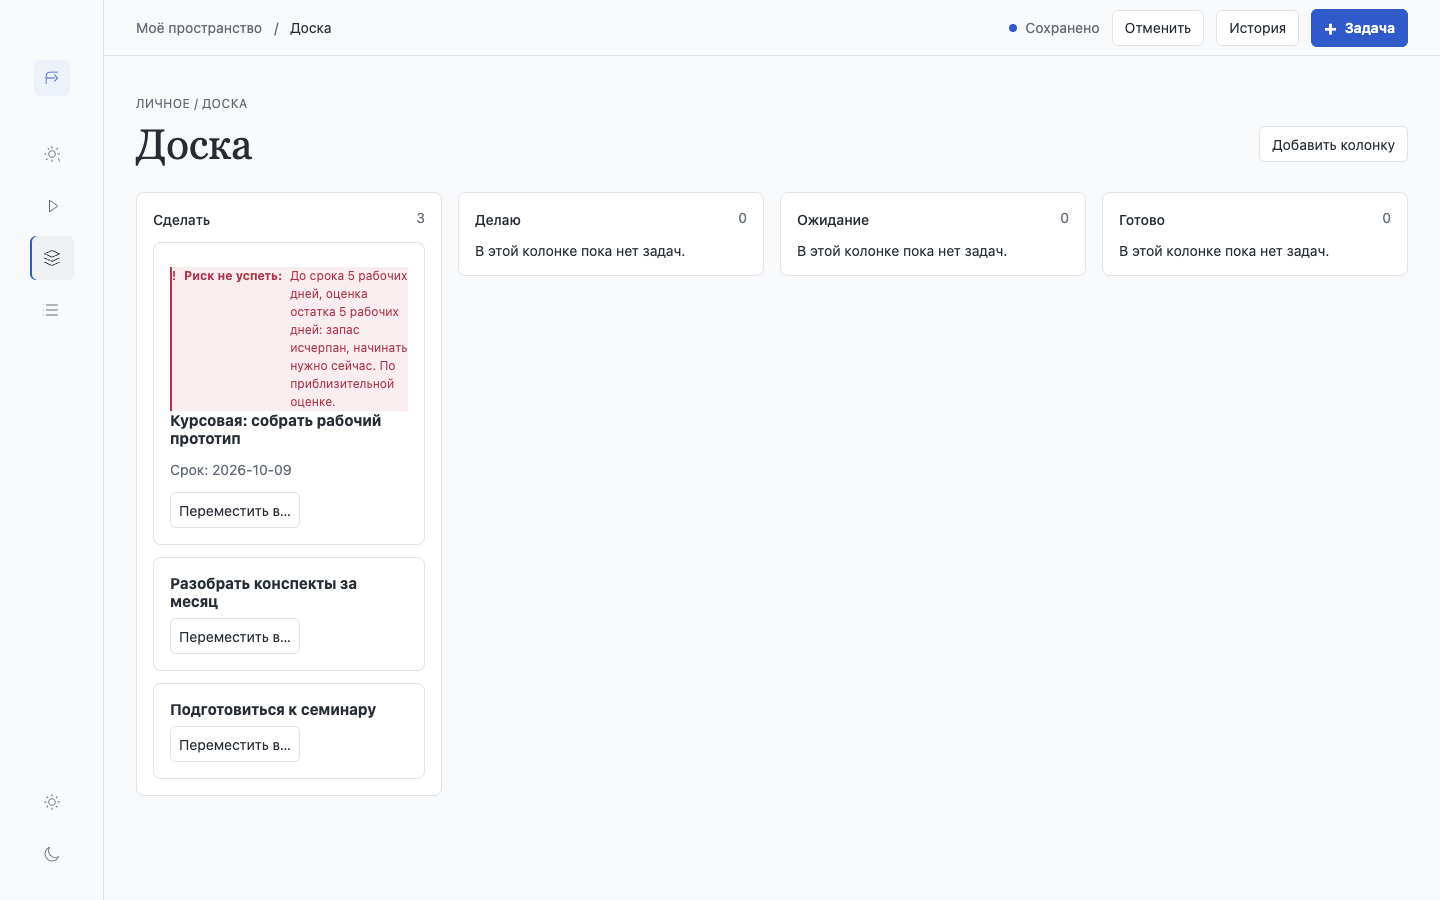 Моё пространство / Доска
Сохранено
Отменить
История
+ Задача
ЛИЧНОЕ / ДОСКА
Доска
Добавить колонку
Сделать 3
! Риск не успеть: До срока 5 рабочих
дней, оценка
остатка 5 рабочих
дней: запас
исчерпан, начинать
нужно сейчас. По
приблизительной
оценке.
Курсовая: собрать рабочий
прототип
Срок: 2026-10-09
Переместить в...
Разобрать конспекты за
месяц
Переместить в...
Подготовиться к семинару
Переместить в...
Делаю 0
В этой колонке пока нет задач.
Ожидание 0
В этой колонке пока нет задач.
Готово 0
В этой колонке пока нет задач.